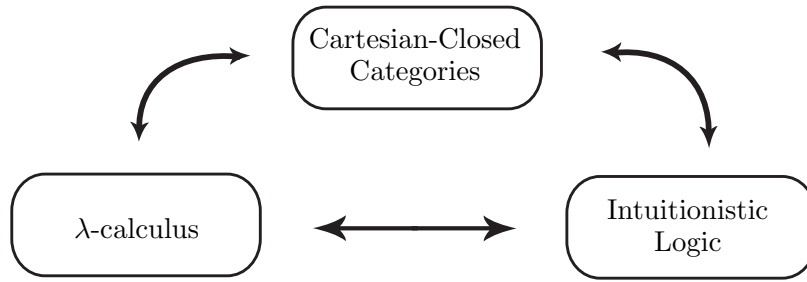 Cartesian-Closed
Categories
λ-calculus
Intuitionistic
Logic